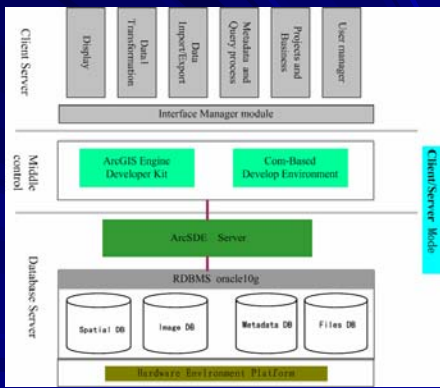 Client Server
Display
Data1
Transformation
Data
Import/Export
Metadata and
Query process
Projects and
Business
User manager
Interface Manager module
Middle
control
ArcGIS Engine
Developer Kit
Com-Based
Develop Environment
Client/Server Mode
Database Server
ArcSDE Server
RDBMS oracle10g
Spatial DB
Image DB
Metadata DB
Files DB
Hardware Environment Platform